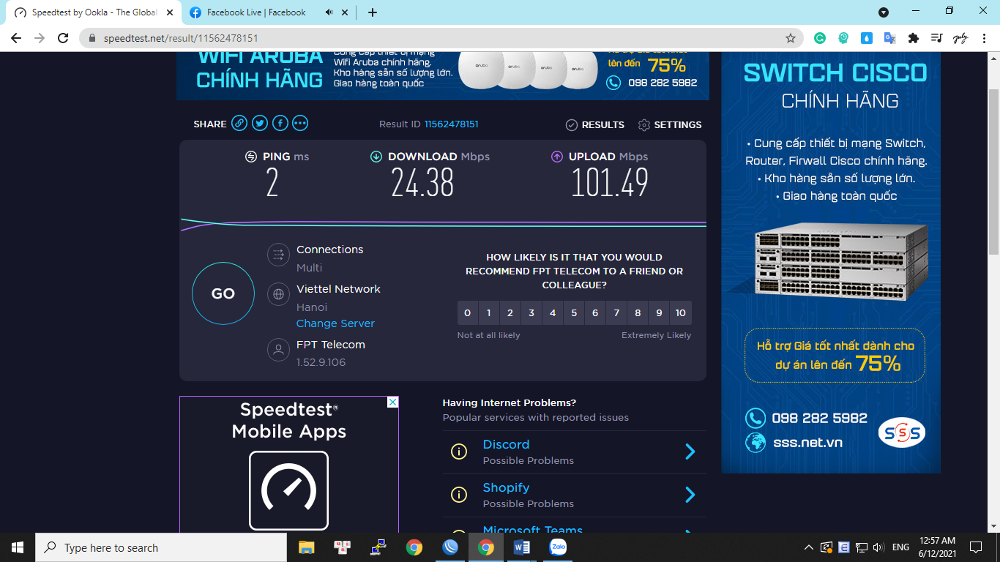 Speedtest by Ookla - The Global
Facebook Live | Facebook
speedtest.net/result/11562478151
july
WIFI ARUBA
CHÍNH HÃNG
Cung cấp thiết bị mạng
Wifi Aruba chính hãng.
Kho hàng sẵn số lượng lớn.
Giao hàng toàn quốc
aruba
aruba
aruba
aruba
lên đến 75%
098 282 5982
SWITCH CISCO
CHÍNH HÃNG
• Cung cấp thiết bị mạng Switch,
Router, Firwall Cisco chính hãng.
• Kho hàng sẵn số lượng lớn.
• Giao hàng toàn quốc
Hỗ trợ Giá tốt nhất dành cho
dự án lên đến 75%
098 282 5982
sss.net.vn
SSS
SHARE
Result ID 11562478151
RESULTS
SETTINGS
PING ms
2
DOWNLOAD Mbps
24.38
UPLOAD Mbps
101.49
GO
Connections
Multi
Viettel Network
Hanoi
Change Server
FPT Telecom
1.52.9.106
HOW LIKELY IS IT THAT YOU WOULD
RECOMMEND FPT TELECOM TO A FRIEND OR
COLLEAGUE?
0 1 2 3 4 5 6 7 8 9 10
Not at all likely
Extremely Likely
Speedtest®
Mobile Apps
Having Internet Problems?
Popular services with reported issues
Discord
Possible Problems
Shopify
Possible Problems
Microsoft Teams
Type here to search
Zalo
ENG
12:57 AM
6/12/2021